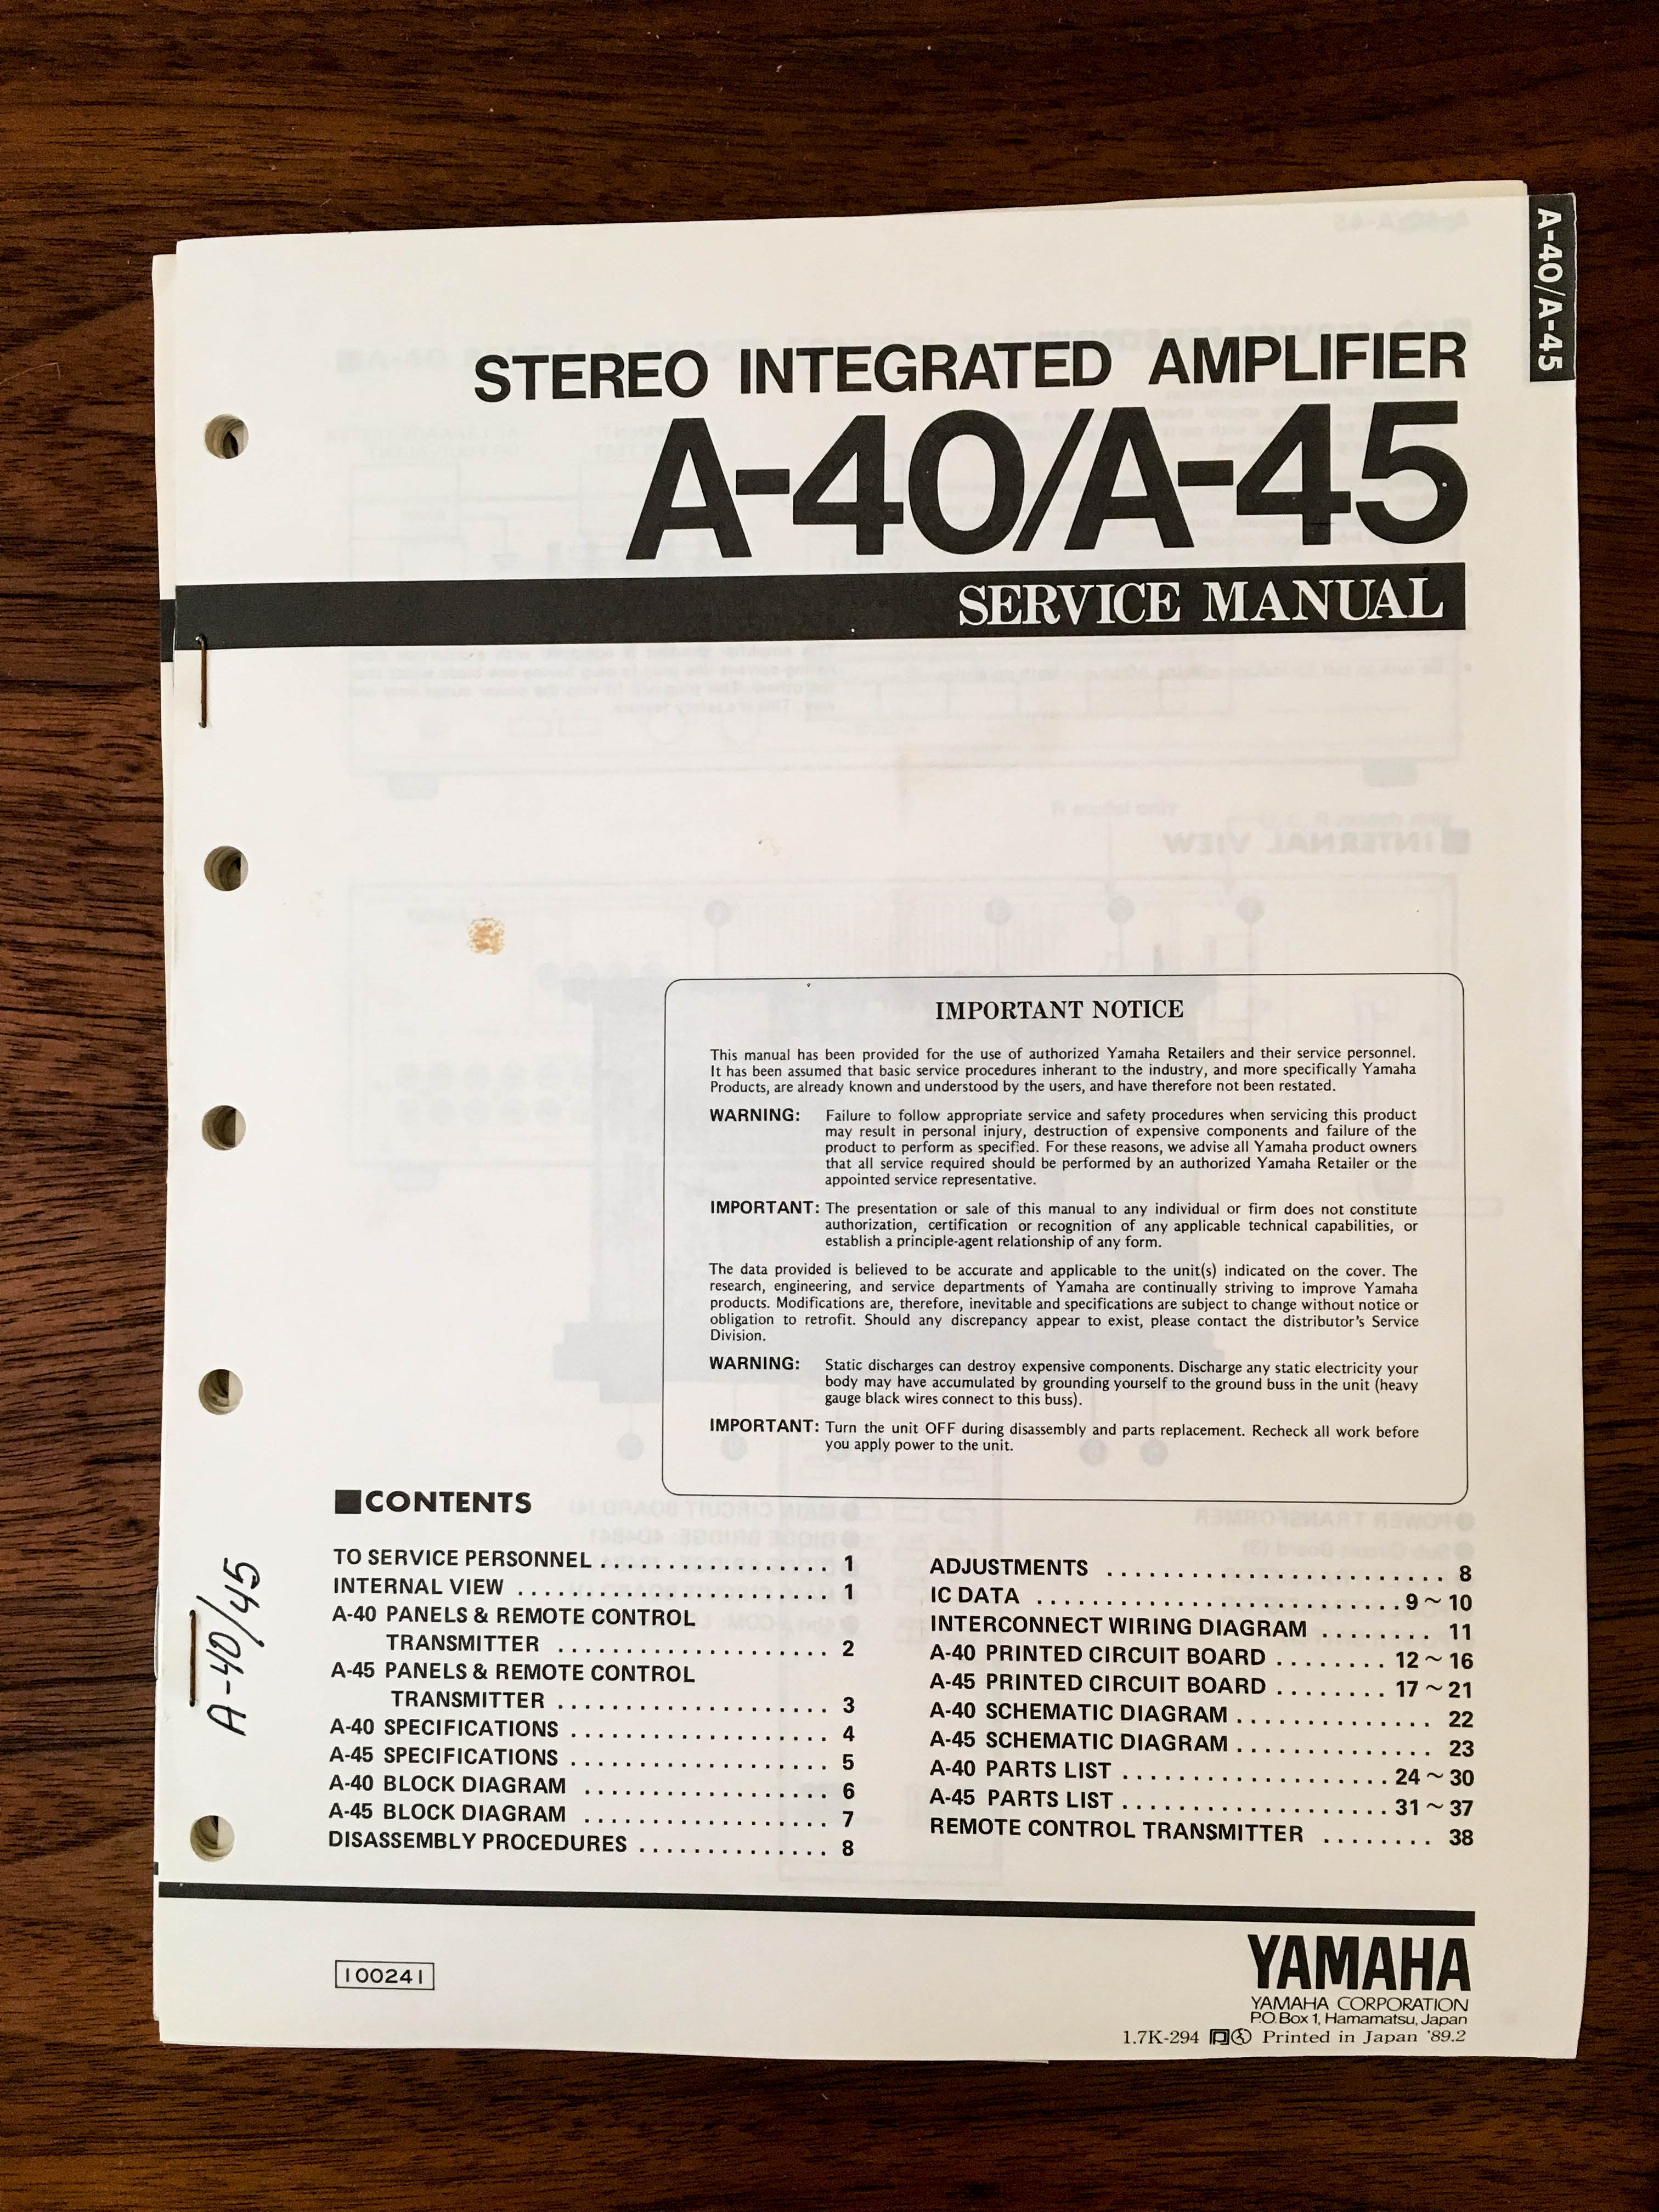 A-40/A-45
STEREO INTEGRATED AMPLIFIER
A-40/A-45
SERVICE MANUAL
IMPORTANT NOTICE
This manual has been provided for the use of authorized Yamaha Retailers and their service personnel.
It has been assumed that basic service procedures inherant to the industry, and more specifically Yamaha
Products, are already known and understood by the users, and have therefore not been restated.
WARNING: Failure to follow appropriate service and safety procedures when servicing this product
may result in personal injury, destruction of expensive components and failure of the
product to perform as specified. For these reasons, we advise all Yamaha product owners
that all service required should be performed by an authorized Yamaha Retailer or the
appointed service representative.
IMPORTANT: The presentation or sale of this manual to any individual or firm does not constitute
authorization, certification or recognition of any applicable technical capabilities, or
establish a principle-agent relationship of any form.
The data provided is believed to be accurate and applicable to the unit(s) indicated on the cover. The
research, engineering, and service departments of Yamaha are continually striving to improve Yamaha
products. Modifications are, therefore, inevitable and specifications are subject to change without notice or
obligation to retrofit. Should any discrepancy appear to exist, please contact the distributor's Service
Division.
WARNING: Static discharges can destroy expensive components. Discharge any static electricity your
body may have accumulated by grounding yourself to the ground buss in the unit (heavy
gauge black wires connect to this buss).
IMPORTANT: Turn the unit OFF during disassembly and parts replacement. Recheck all work before
you apply power to the unit.
■CONTENTS
TO SERVICE PERSONNEL . . . . . . . . . . . . . . . 1
INTERNAL VIEW . . . . . . . . . . . . . . . . . . . . . 1
A-40 PANELS & REMOTE CONTROL
TRANSMITTER . . . . . . . . . . . . . . . . . . 2
A-45 PANELS & REMOTE CONTROL
TRANSMITTER . . . . . . . . . . . . . . . . . . 3
A-40 SPECIFICATIONS . . . . . . . . . . . . . . . . . 4
A-45 SPECIFICATIONS . . . . . . . . . . . . . . . . . 5
A-40 BLOCK DIAGRAM . . . . . . . . . . . . . . . . 6
A-45 BLOCK DIAGRAM . . . . . . . . . . . . . . . . 7
DISASSEMBLY PROCEDURES . . . . . . . . . . . . . 8
ADJUSTMENTS . . . . . . . . . . . . . . . . . . . . . . 8
IC DATA . . . . . . . . . . . . . . . . . . . . . . . . 9 ~ 10
INTERCONNECT WIRING DIAGRAM . . . . . . . . 11
A-40 PRINTED CIRCUIT BOARD . . . . . . . . 12 ~ 16
A-45 PRINTED CIRCUIT BOARD . . . . . . . . 17 ~ 21
A-40 SCHEMATIC DIAGRAM . . . . . . . . . . . . . . 22
A-45 SCHEMATIC DIAGRAM . . . . . . . . . . . . . . 23
A-40 PARTS LIST . . . . . . . . . . . . . . . . . . . 24 ~ 30
A-45 PARTS LIST . . . . . . . . . . . . . . . . . . . 31 ~ 37
REMOTE CONTROL TRANSMITTER . . . . . . . . 38
A-40/45
100241
YAMAHA
YAMAHA CORPORATION
P.O.Box 1, Hamamatsu, Japan
1.7K-294 Printed in Japan '89.2